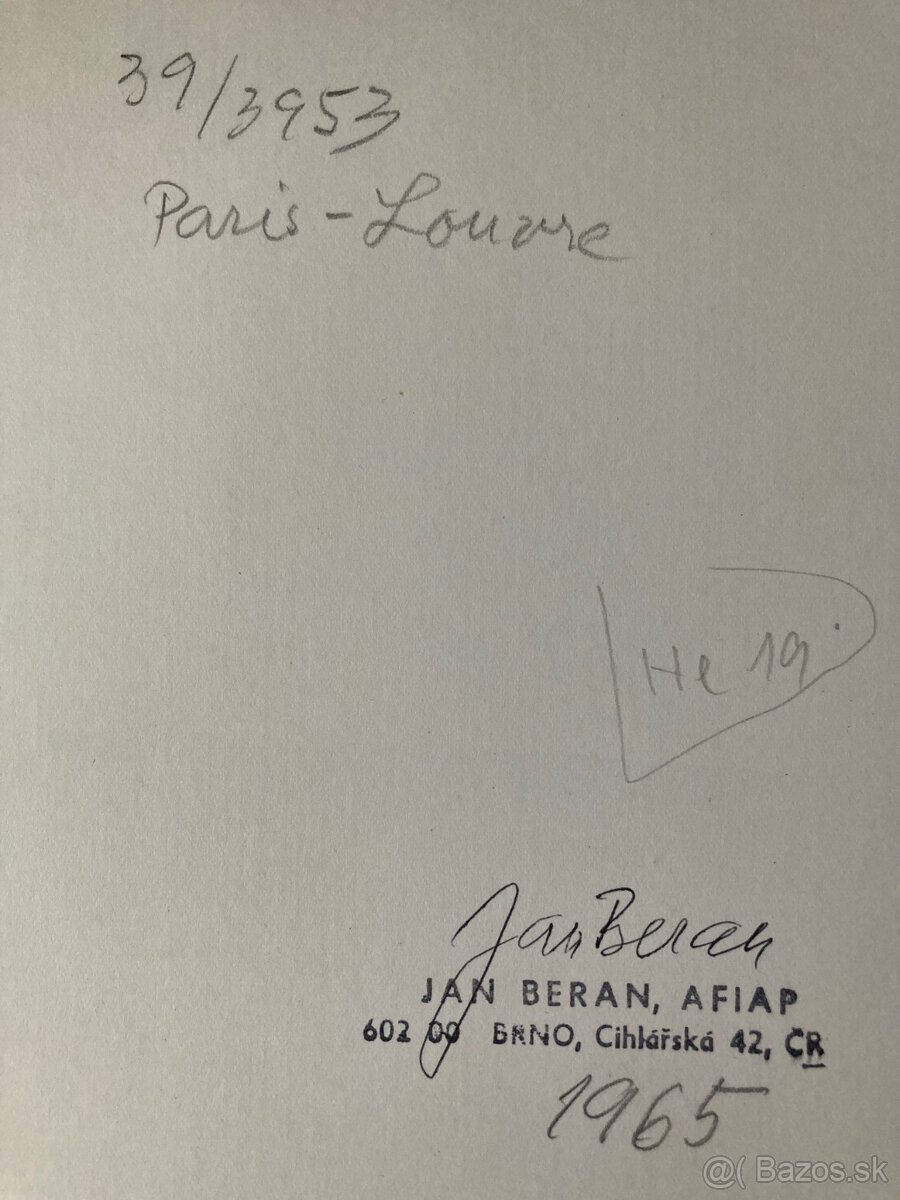 39/3953
Paris-Louvre
He 19.
Jan Beran
JAN BERAN, AFIAP
602 00 BRNO, Cihlářská 42, ČR
1965
@( Bazos.sk